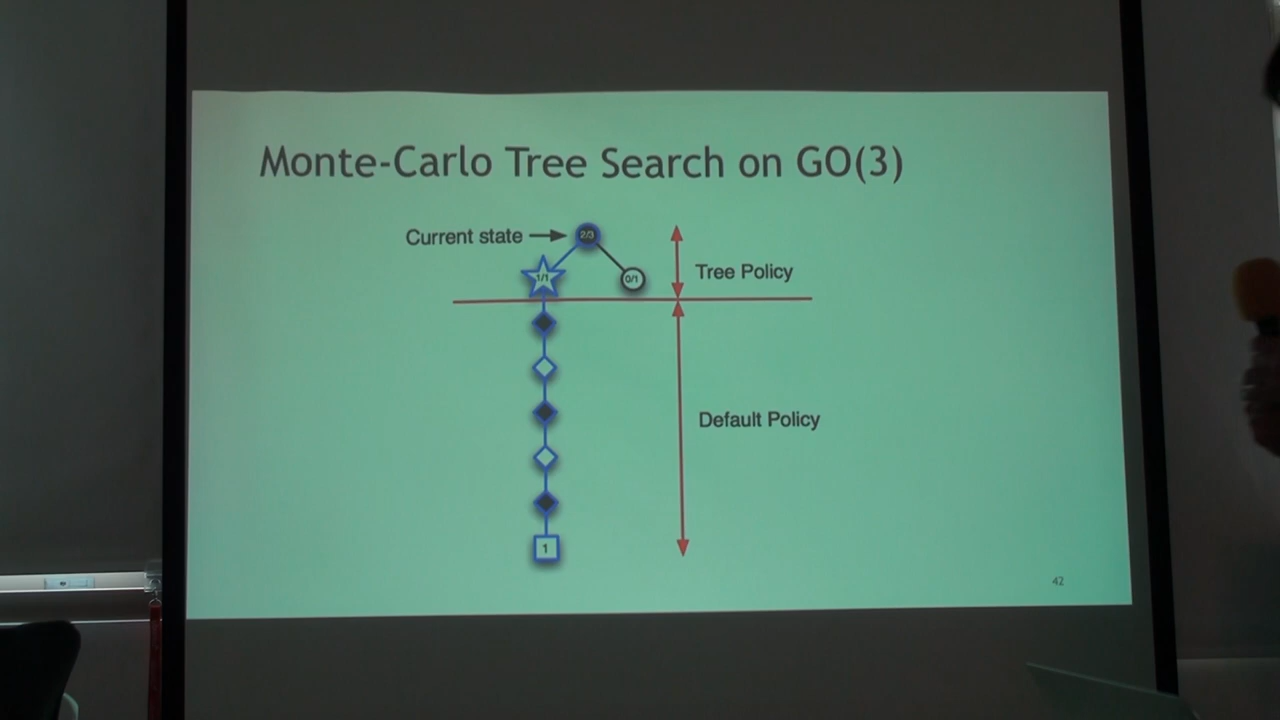 Monte-Carlo Tree Search on GO(3)
Current state
2/3
1/1
0/1
Tree Policy
Default Policy
1
42